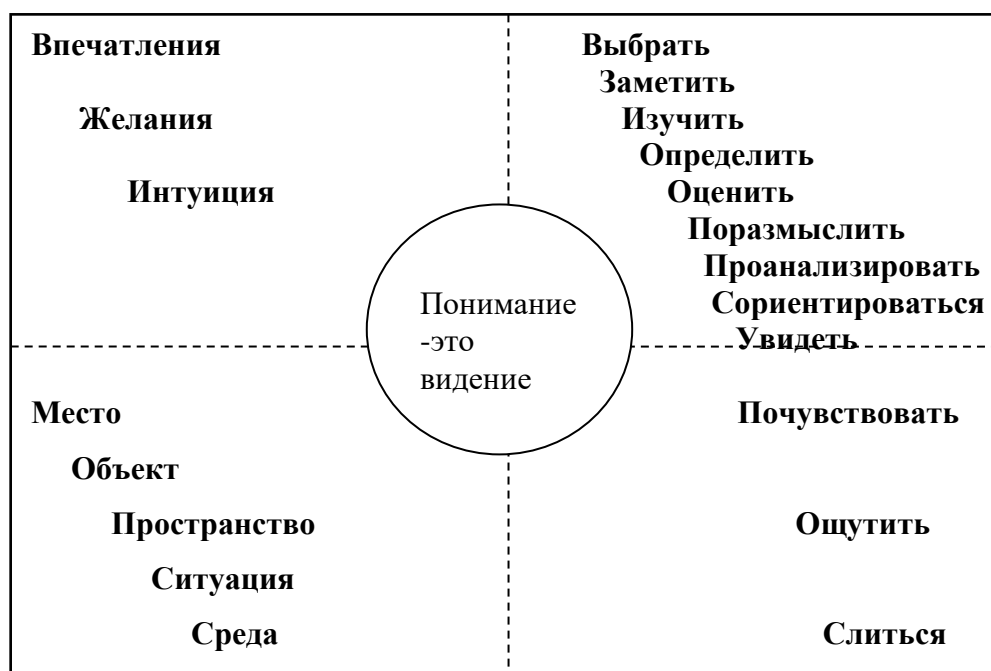 Впечатления
Желания
Интуиция
Выбрать
Заметить
Изучить
Определить
Оценить
Поразмыслить
Проанализировать
Сориентироваться
Увидеть
Понимание
-это
видение
Место
Объект
Пространство
Ситуация
Среда
Почувствовать
Ощутить
Слиться